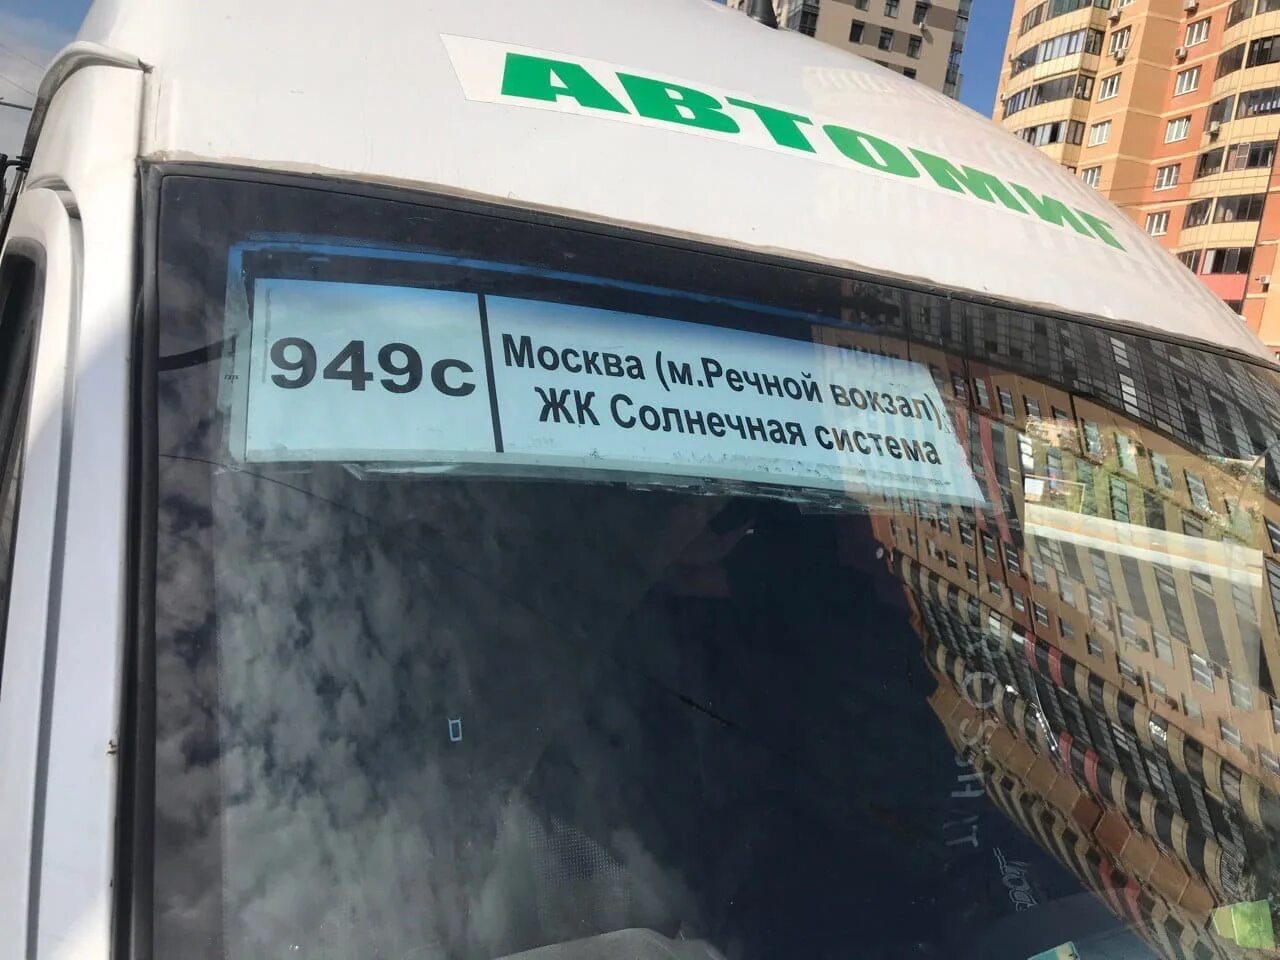 АВТОМИГ
949с
Москва (м.Речной вокзал)
ЖК Солнечная система